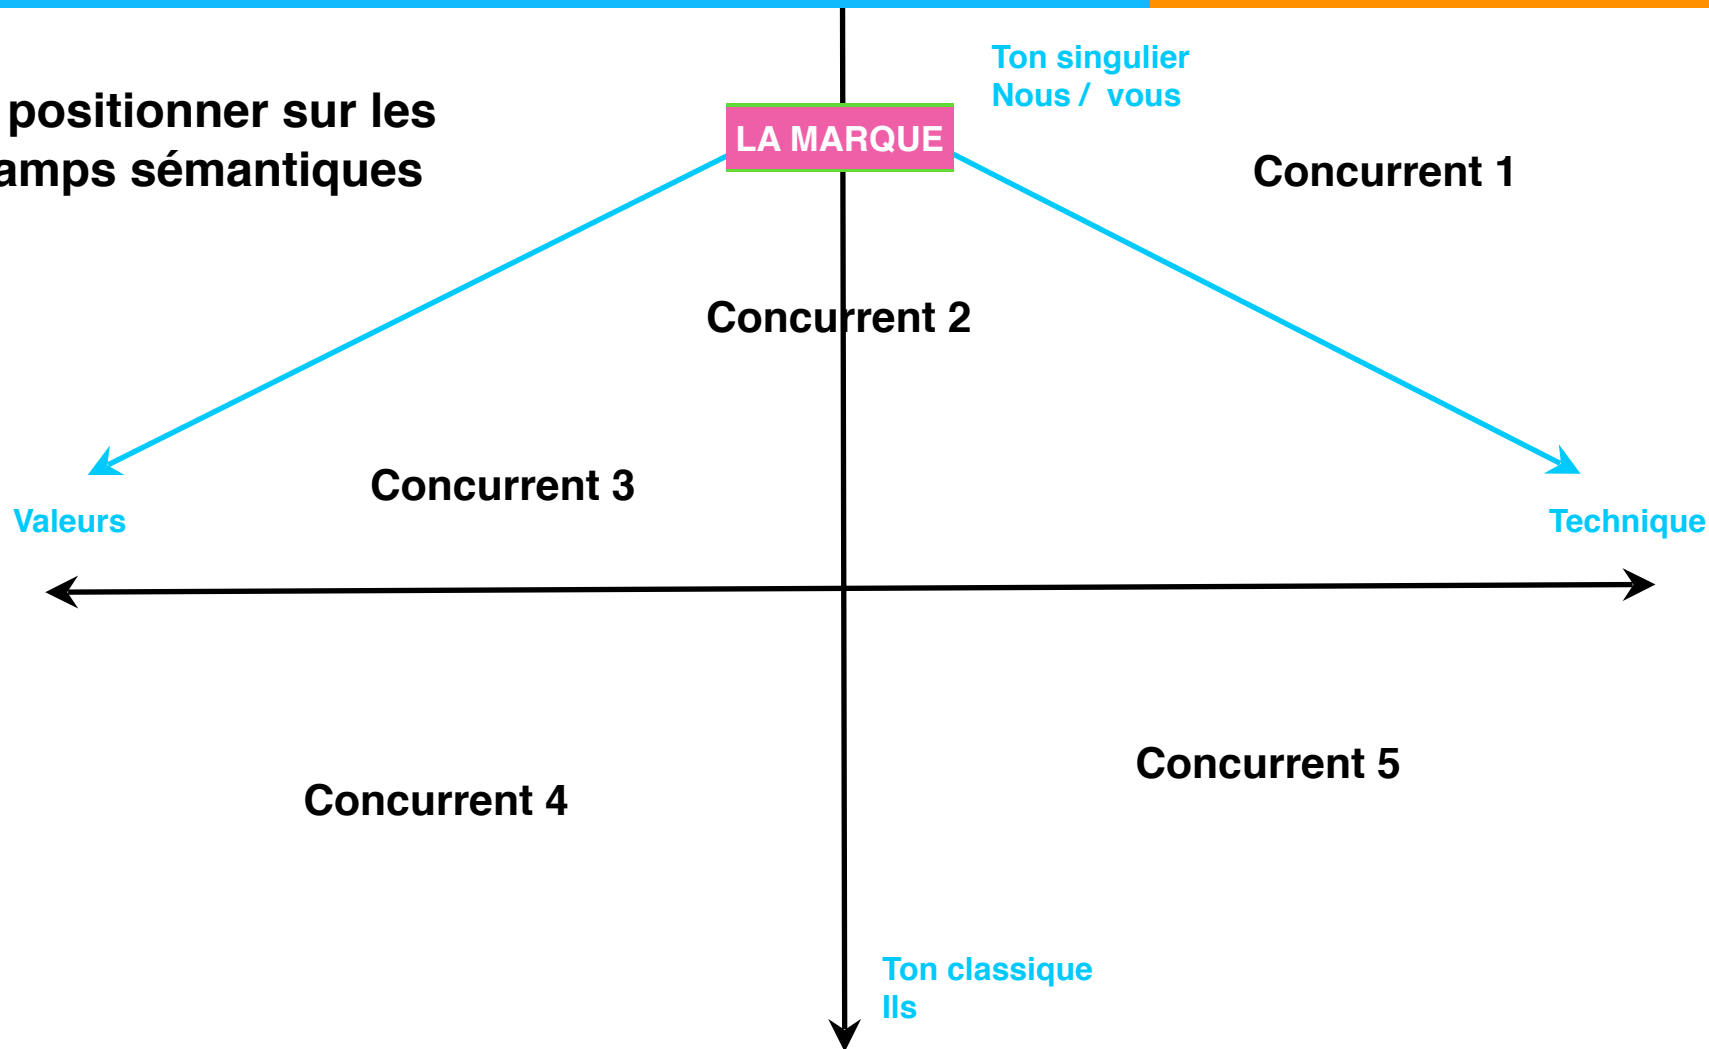 Ton singulier
Nous / vous
positionner sur les
amps sémantiques
LA MARQUE
Concurrent 1
Concurrent 2
Concurrent 3
Valeurs
Technique
Concurrent 5
Concurrent 4
Ton classique
Ils